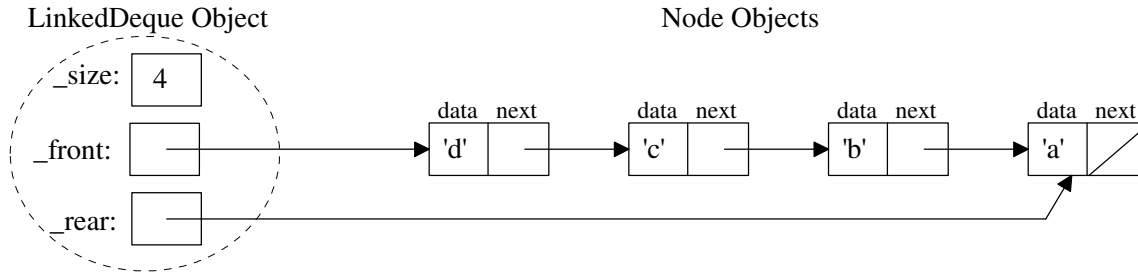 LinkedDeque Object
Node Objects
_size: 4
data next data next data next data next
_front: 'd' 'c' 'b' 'a'
_rear: